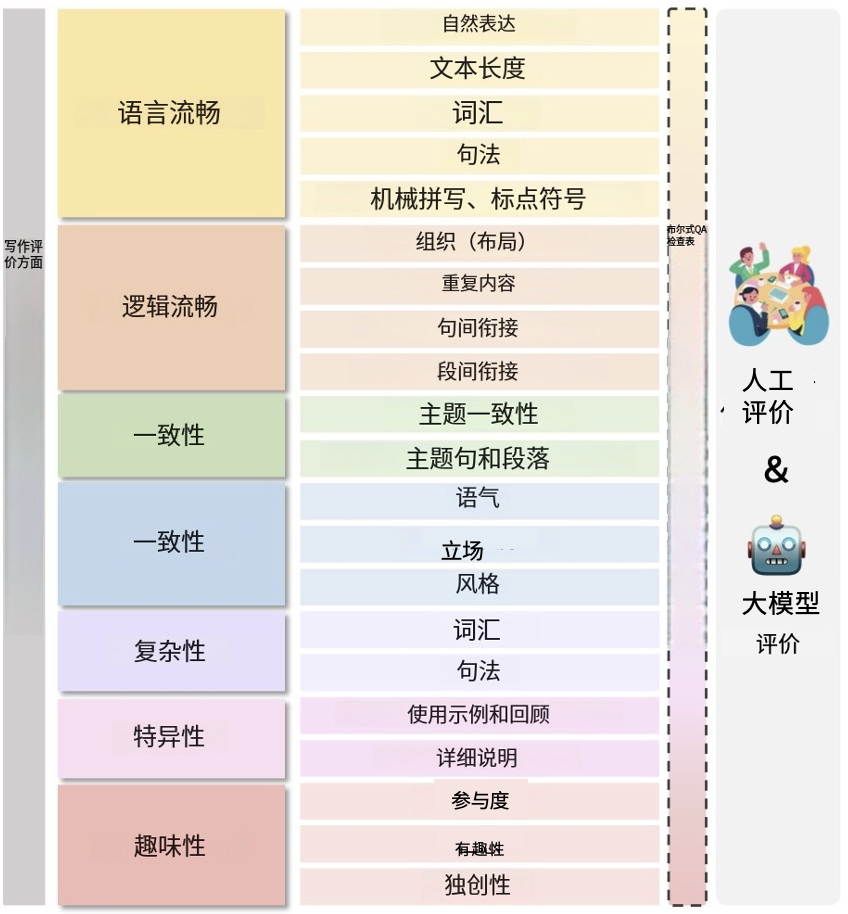 写作评
价方面
语言流畅
自然表达
文本长度
词汇
句法
机械拼写、标点符号
逻辑流畅
组织（布局）
重复内容
句间衔接
段间衔接
一致性
主题一致性
主题句和段落
一致性
语气
立场
风格
复杂性
词汇
句法
特异性
使用示例和回顾
详细说明
趣味性
参与度
有趣性
独创性
布尔式QA
检查表
人工
评价
&
大模型
评价